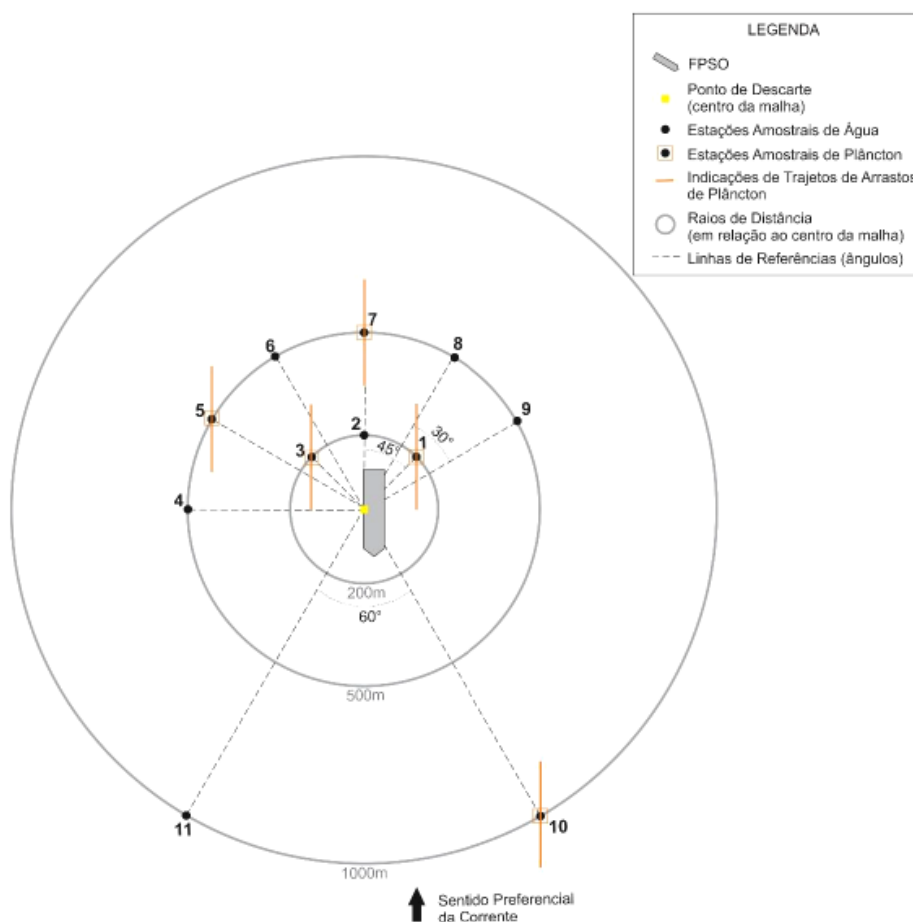 LEGENDA
FPSO
Ponto de Descarte
(centro da malha)
Estações Amostrais de Água
Estações Amostrais de Plâncton
Indicações de Trajetos de Arrastos
de Plâncton
Raios de Distância
(em relação ao centro da malha)
Linhas de Referências (ângulos)
7
6
8
5
9
2
3
45°
1
30°
4
200m
60°
500m
11
10
1000m
Sentido Preferencial
da Corrente